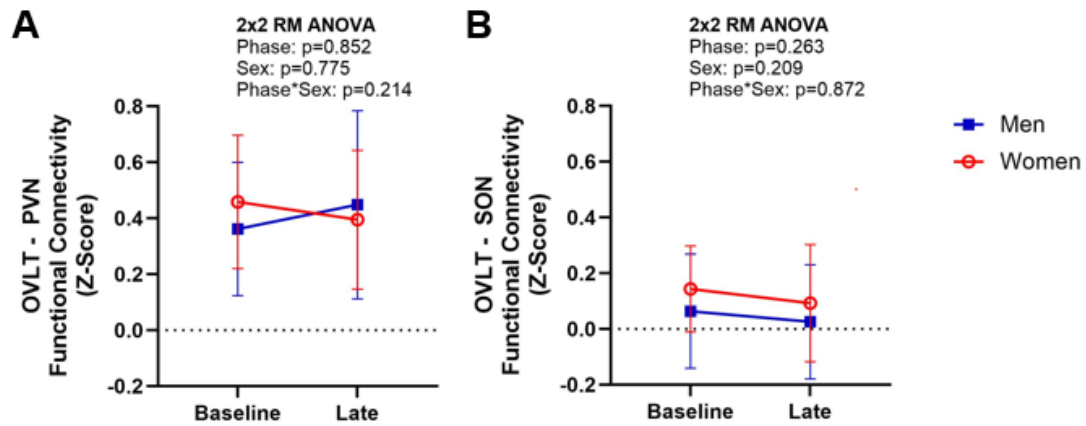 A
2x2 RM ANOVA
Phase: p=0.852
Sex: p=0.775
Phase*Sex: p=0.214
OVLT - PVN
Functional Connectivity
(Z-Score)
0.8
0.6
0.4
0.2
0.0
-0.2
Baseline
Late
B
2x2 RM ANOVA
Phase: p=0.263
Sex: p=0.209
Phase*Sex: p=0.872
OVLT - SON
Functional Connectivity
(Z-Score)
0.8
0.6
0.4
0.2
0.0
-0.2
Baseline
Late
Men
Women